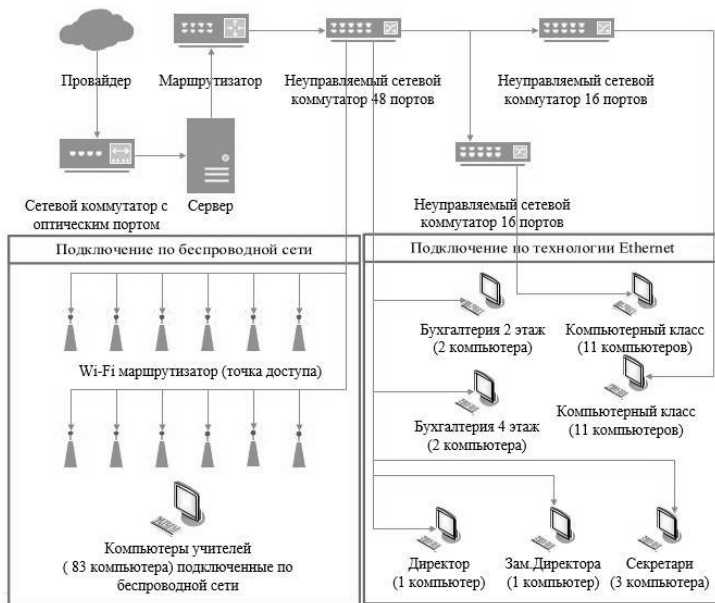 Провайдер
Маршрутизатор
Неуправляемый сетевой
коммутатор 48 портов
Неуправляемый сетевой
коммутатор 16 портов
Сетевой коммутатор с
оптическим портом
Сервер
Неуправляемый сетевой
коммутатор 16 портов
Подключение по беспроводной сети
Wi-Fi маршрутизатор (точка доступа)
Компьютеры учителей
( 83 компьютера) подключенные по
беспроводной сети
Подключение по технологии Ethernet
Бухгалтерия 2 этаж
(2 компьютера)
Компьютерный класс
(11 компьютеров)
Бухгалтерия 4 этаж
(2 компьютера)
Компьютерный класс
(11 компьютеров)
Директор
(1 компьютер)
Зам.Директора
(1 компьютер)
Секретари
(3 компьютера)